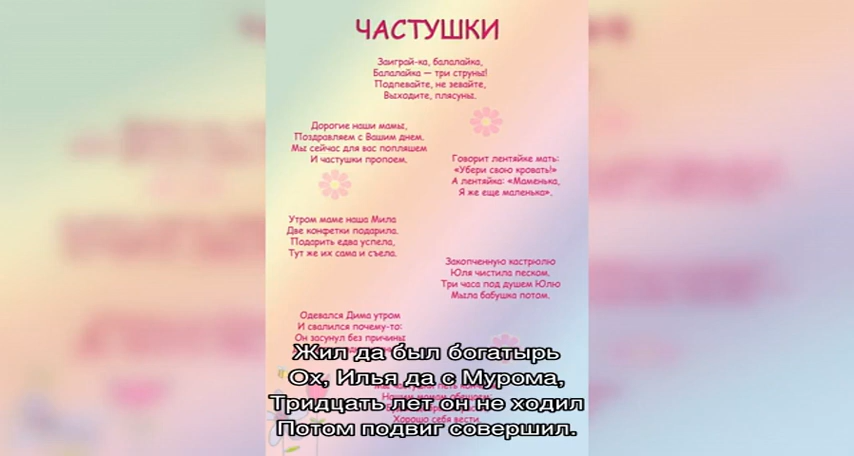 ЧАСТУШКИ
Заиграй-ка, балалайка,
Балалайка — три струны!
Подпевайте, не зевайте,
Выходите, плясуны.
Дорогие наши мамы,
Поздравляем с Вашим днем.
Мы сейчас для вас попляшем
И частушки пропоем.
Говорит лентяйке мать:
«Убери свою кровать!»
А лентяйка: «Маменька,
Я же еще маленька».
Утром маме наша Мила
Две конфетки подарила.
Подарить едва успела,
Тут же их сама и съела.
Закопченную кастрюлю
Юля чистила песком,
Три часа под душем Юлю
Мыла бабушка потом.
Одевался Дима утром
И свалился почему-то:
Он засунул без причины
Хорошо себя вести.
Жил да был богатырь
Ох, Илья да с Мурома,
Тридцать лет он не ходил
Потом подвиг совершил.